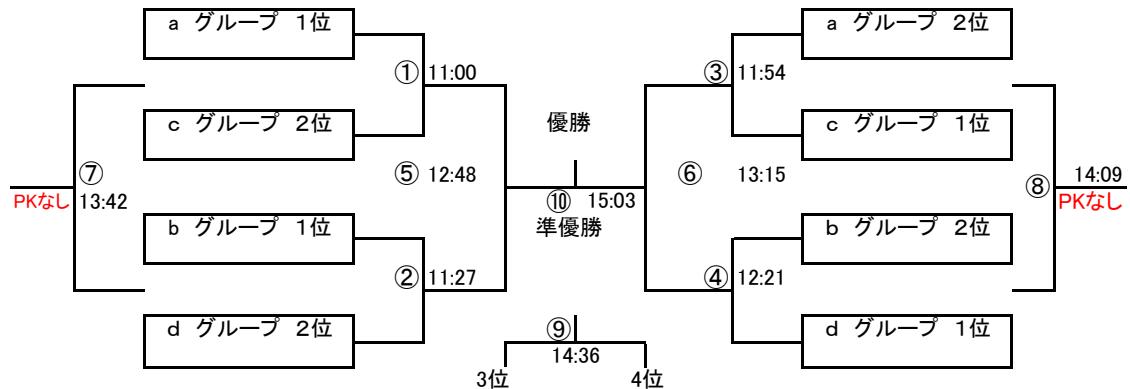 a グループ 1位
a グループ 2位
① 11:00
③ 11:54
c グループ 2位
優勝
c グループ 1位
⑦
⑤ 12:48
⑥ 13:15
⑧ 14:09
PKなし 13:42
⑩ 15:03
PKなし
b グループ 1位
準優勝
b グループ 2位
② 11:27
④ 12:21
d グループ 2位
⑨
d グループ 1位
14:36
3位
4位